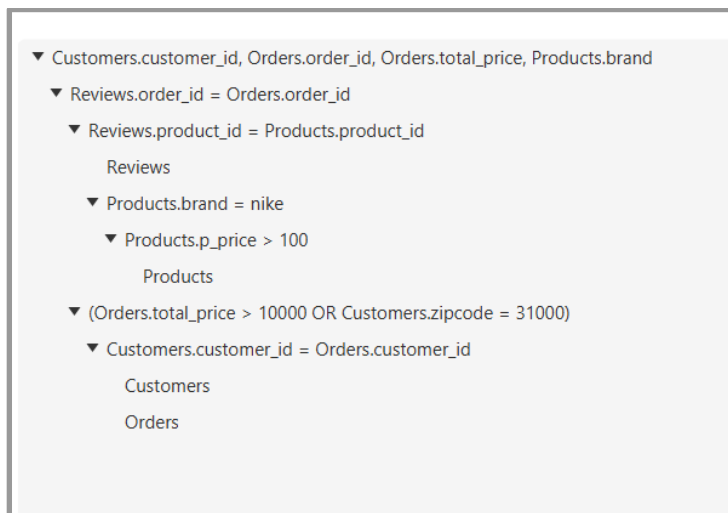 Customers.customer_id, Orders.order_id, Orders.total_price, Products.brand
Reviews.order_id = Orders.order_id
Reviews.product_id = Products.product_id
Reviews
Products.brand = nike
Products.p_price > 100
Products
(Orders.total_price > 10000 OR Customers.zipcode = 31000)
Customers.customer_id = Orders.customer_id
Customers
Orders